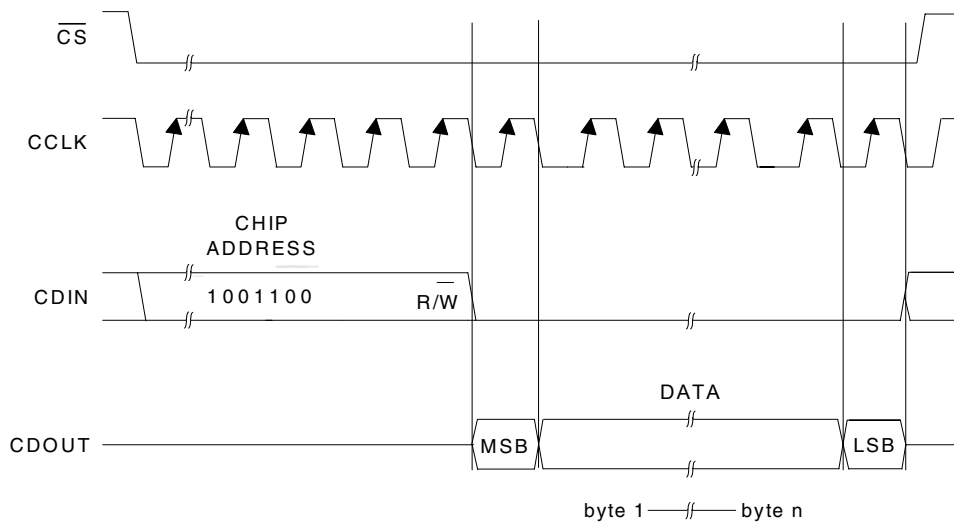 CS
CCLK
CHIP
ADDRESS
CDIN
1001100
R/W
DATA
CDOUT
MSB
LSB
byte 1
byte n